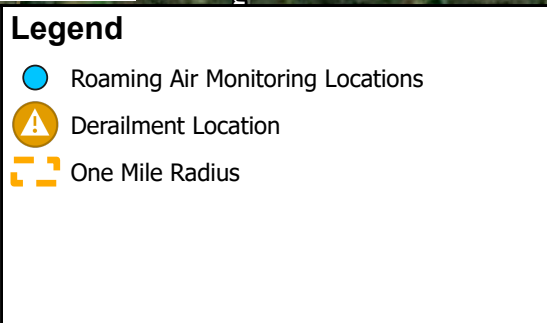 Legend
Roaming Air Monitoring Locations
Derailment Location
One Mile Radius